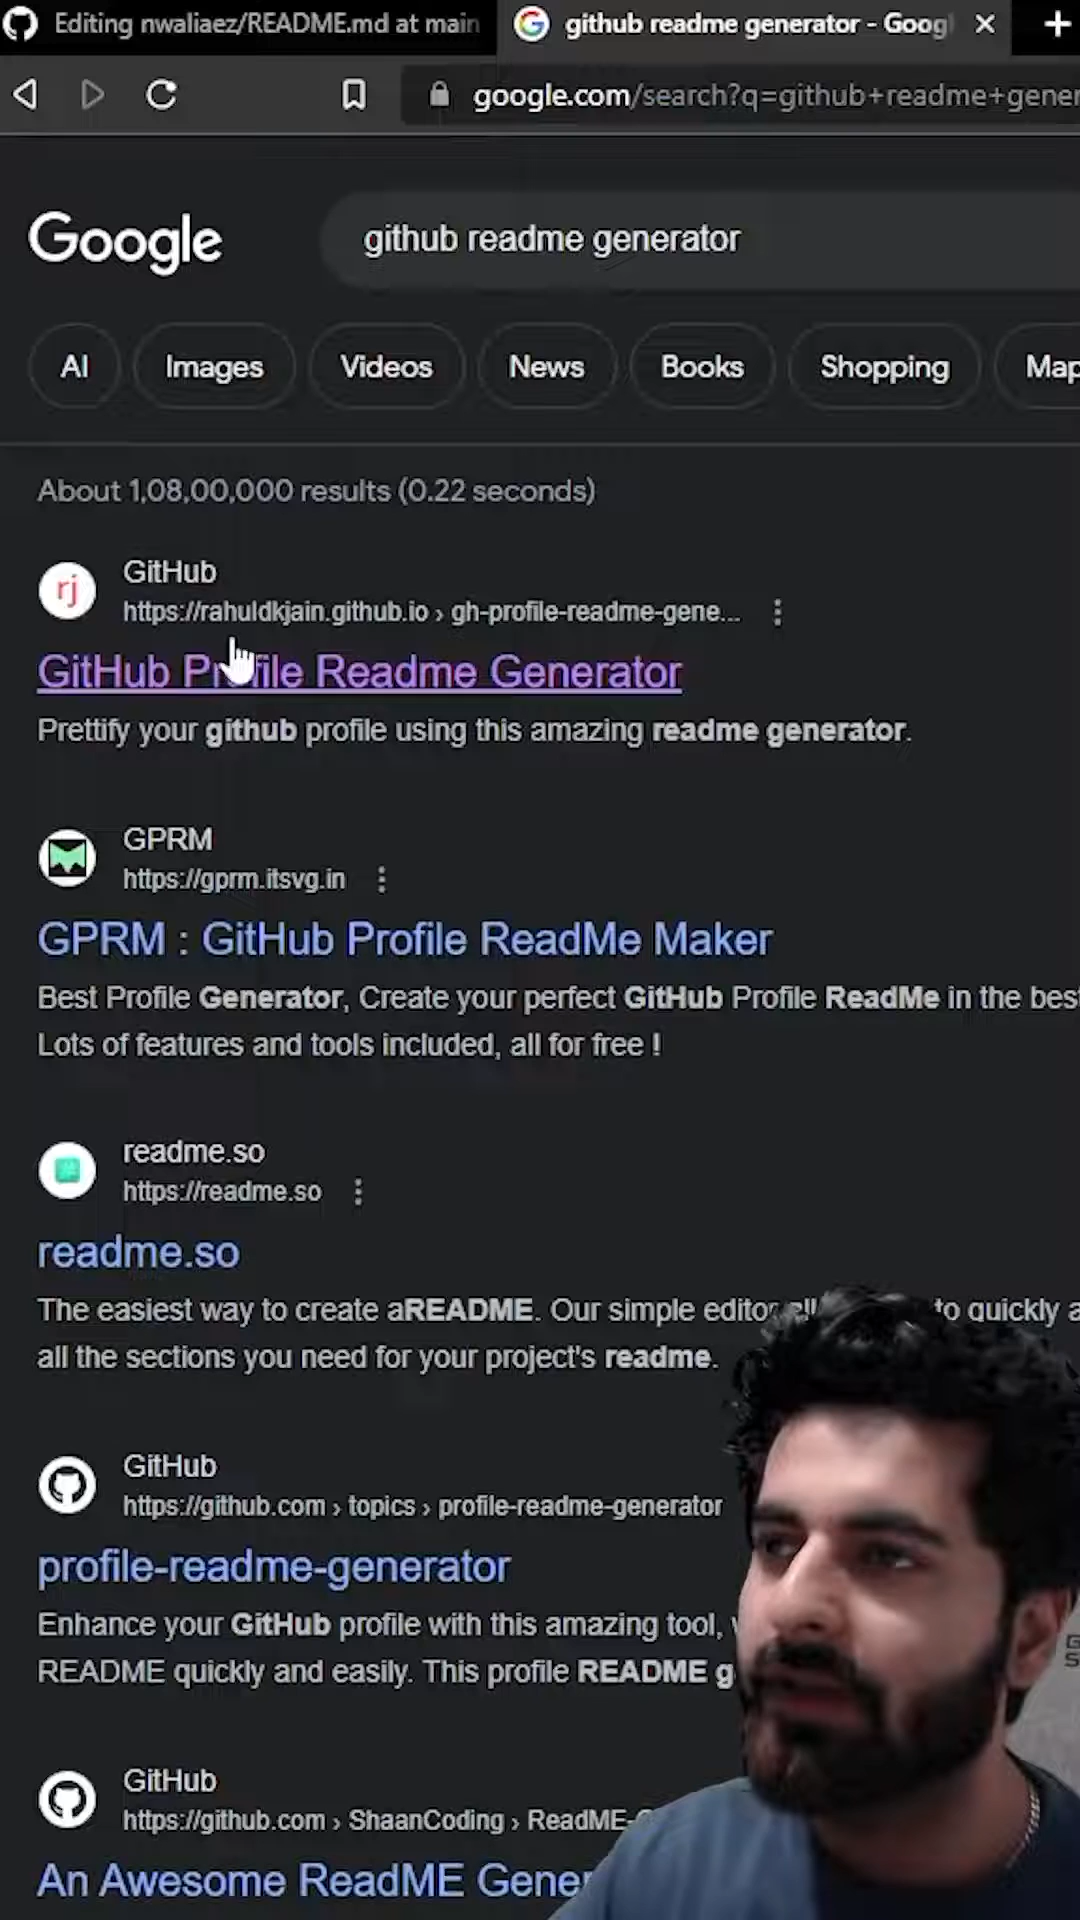 Editing nwaliaez/README.md at main
github readme generator - Googl
google.com/search?q=github+readme+gener
Google
github readme generator
AI
Images
Videos
News
Books
Shopping
Map
About 1,08,00,000 results (0.22 seconds)
rj
GitHub
https://rahuldkjain.github.io › gh-profile-readme-gene...
GitHub Profile Readme Generator
Prettify your github profile using this amazing readme generator.
GPRM
https://gprm.itsvg.in
GPRM : GitHub Profile ReadMe Maker
Best Profile Generator, Create your perfect GitHub Profile ReadMe in the best
Lots of features and tools included, all for free !
readme.so
https://readme.so
readme.so
The easiest way to create aREADME. Our simple editor to quickly a
all the sections you need for your project's readme.
GitHub
https://github.com › topics › profile-readme-generator
profile-readme-generator
Enhance your GitHub profile with this amazing tool,
README quickly and easily. This profile README g
GitHub
https://github.com › ShaanCoding › ReadME-
An Awesome ReadME Gene